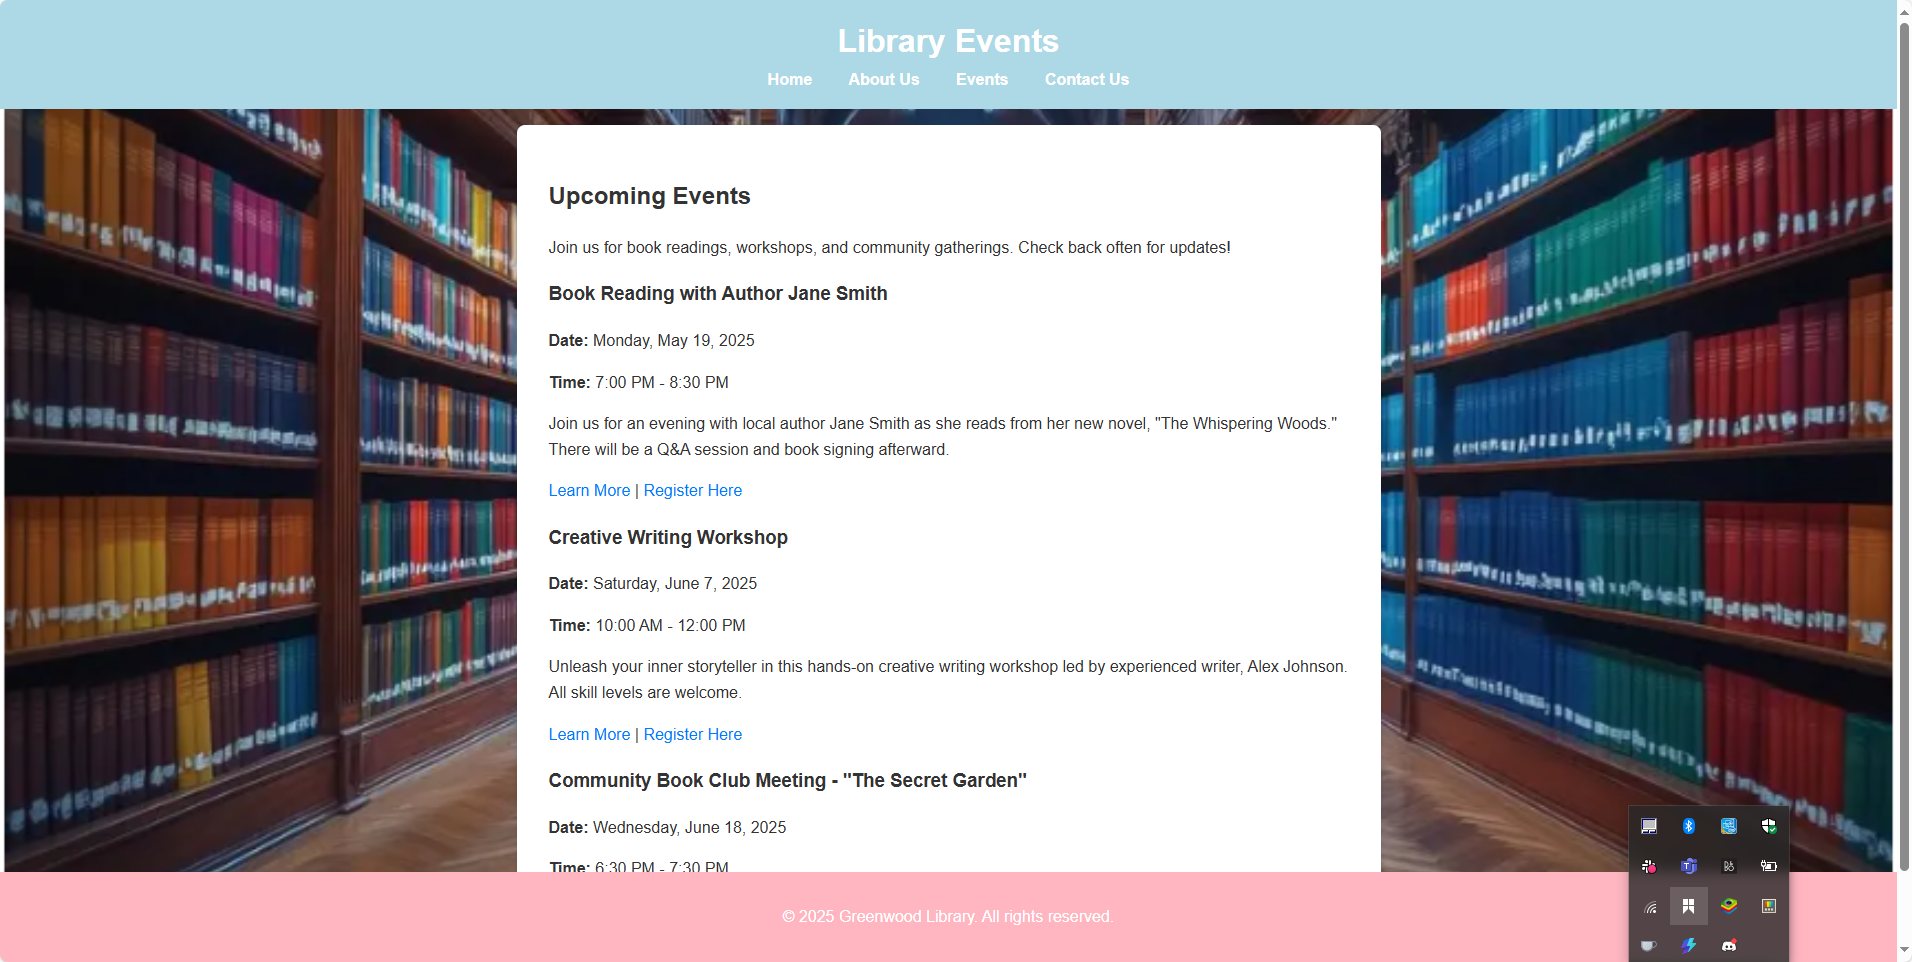 Library Events
Home About Us Events Contact Us
Upcoming Events
Join us for book readings, workshops, and community gatherings. Check back often for updates!
Book Reading with Author Jane Smith
Date: Monday, May 19, 2025
Time: 7:00 PM - 8:30 PM
Join us for an evening with local author Jane Smith as she reads from her new novel, "The Whispering Woods."
There will be a Q&A session and book signing afterward.
Learn More | Register Here
Creative Writing Workshop
Date: Saturday, June 7, 2025
Time: 10:00 AM - 12:00 PM
Unleash your inner storyteller in this hands-on creative writing workshop led by experienced writer, Alex Johnson.
All skill levels are welcome.
Learn More | Register Here
Community Book Club Meeting - "The Secret Garden"
Date: Wednesday, June 18, 2025
Time: 6:30 PM - 7:30 PM
© 2025 Greenwood Library. All rights reserved.